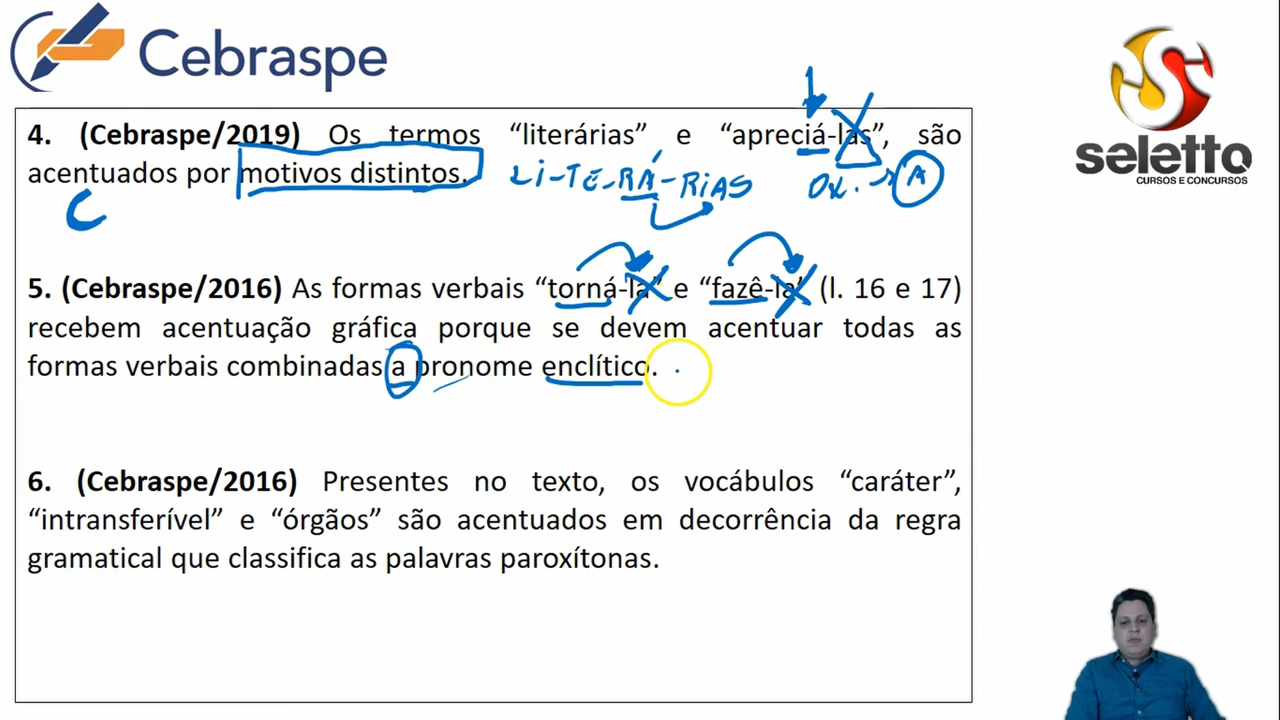 Cebraspe
seletto
CURSOS E CONCURSOS
4. (Cebraspe/2019) Os termos “literárias” e “apreciá-las”, são
acentuados por motivos distintos.
LI-TE-RÁ-RIAS
OX. → A
C
5. (Cebraspe/2016) As formas verbais “torná-la” e “fazê-la” (l. 16 e 17)
recebem acentuação gráfica porque se devem acentuar todas as
formas verbais combinadas a pronome enclítico.
6. (Cebraspe/2016) Presentes no texto, os vocábulos “caráter”,
“intransferível” e “órgãos” são acentuados em decorrência da regra
gramatical que classifica as palavras paroxítonas.